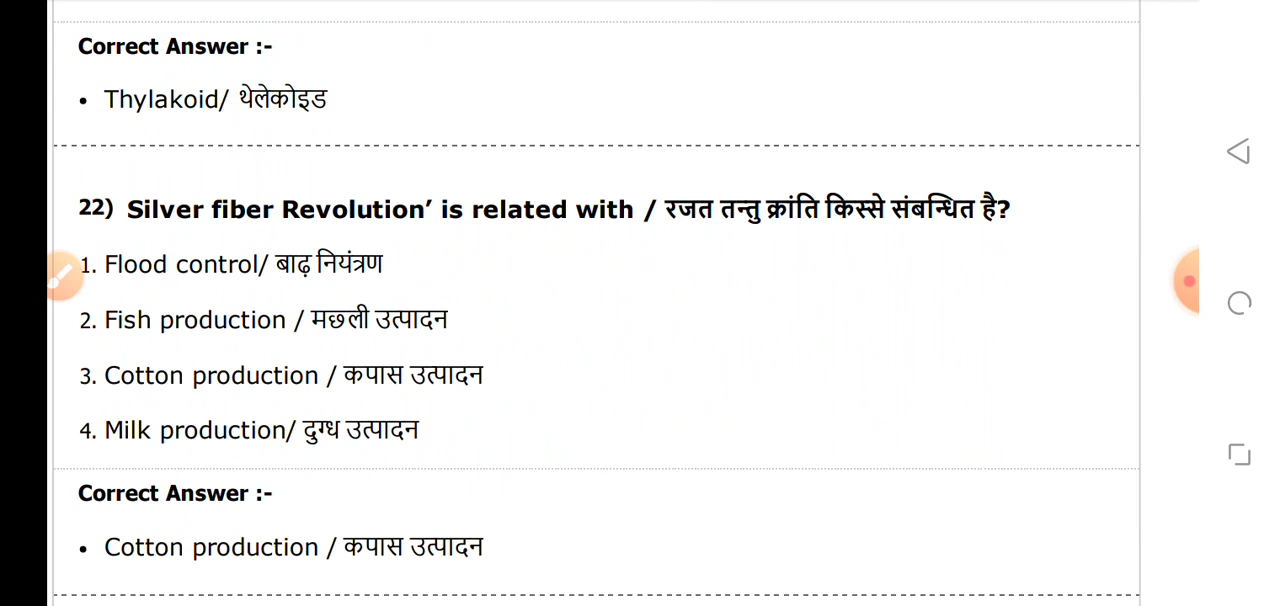 Correct Answer :-
• Thylakoid/ थेलेकोइड
22) Silver fiber Revolution’ is related with / रजत तन्तु क्रांति किस्से संबन्धित है?
1. Flood control/ बाढ़ नियंत्रण
2. Fish production / मछली उत्पादन
3. Cotton production / कपास उत्पादन
4. Milk production/ दुग्ध उत्पादन
Correct Answer :-
• Cotton production / कपास उत्पादन